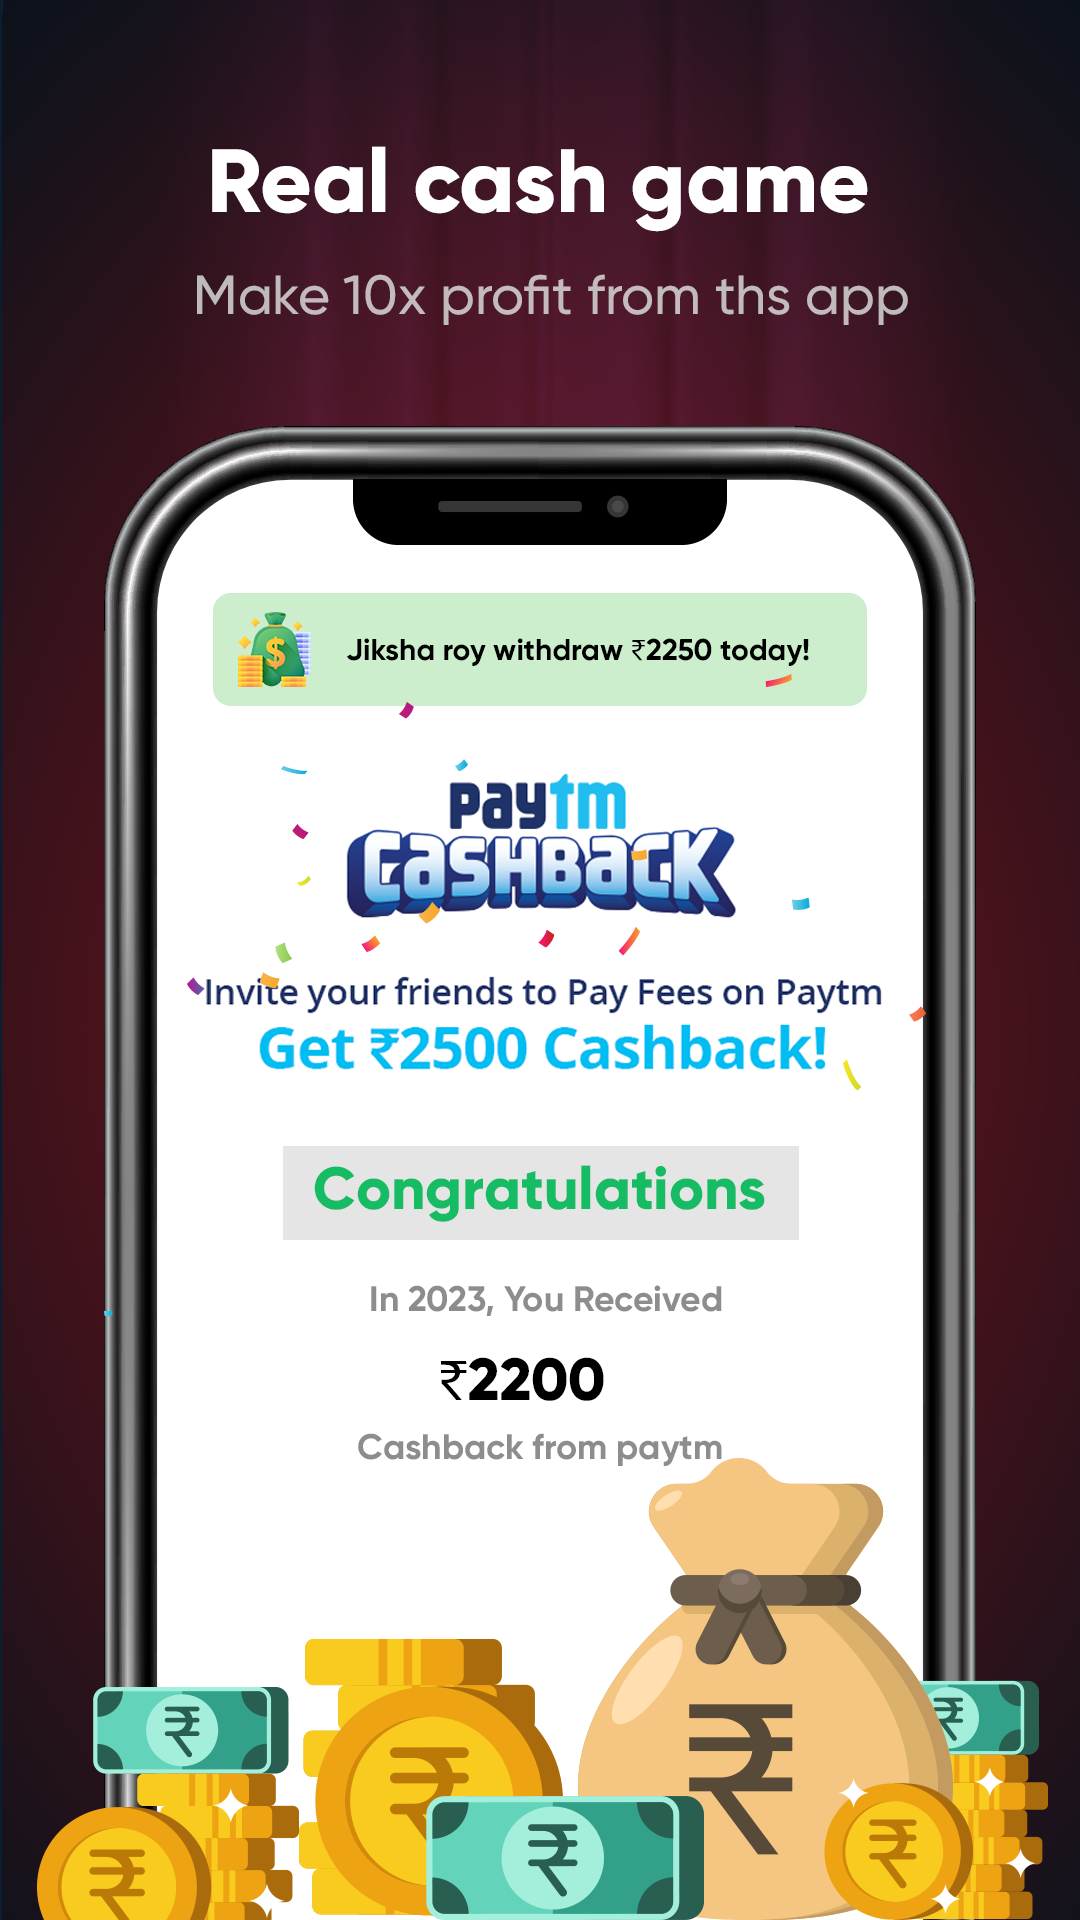 Real cash game
Make 10x profit from ths app
$
Jiksha roy withdraw ₹2250 today!
paytm
CASHBACK
Invite your friends to Pay Fees on Paytm
Get ₹2500 Cashback!
Congratulations
In 2023, You Received
₹2200
Cashback from paytm
₹
₹
₹
₹
₹
₹
₹